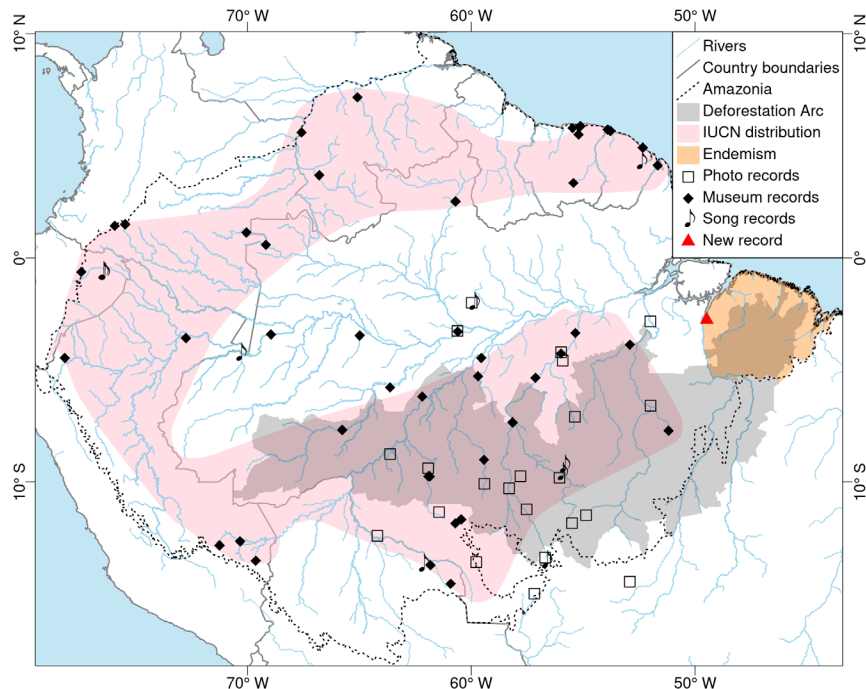 70° W 60° W 50° W
10° N 10° N
Rivers
Country boundaries
Amazonia
Deforestation Arc
IUCN distribution
Endemism
Photo records
Museum records
Song records
New record
0° 0°
10° S 10° S
70° W 60° W 50° W